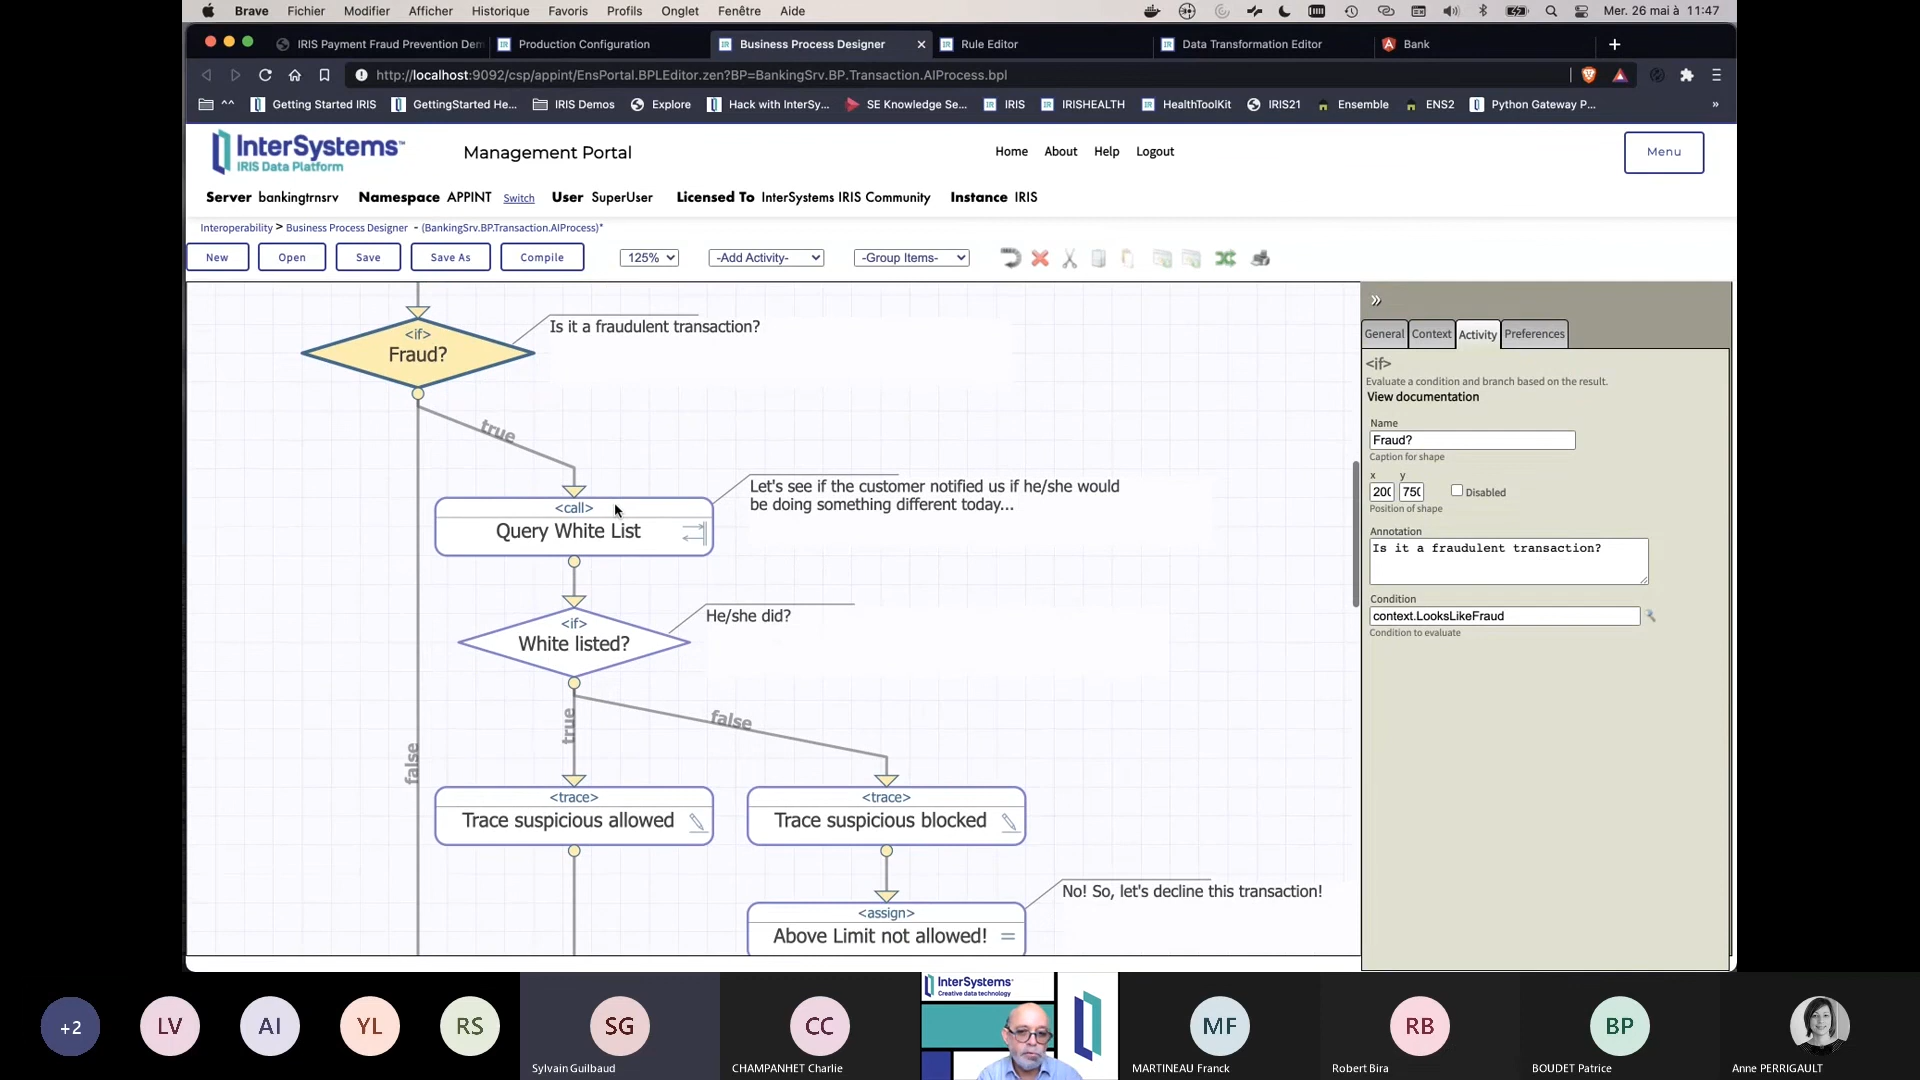 Brave Fichier Modifier Afficher Historique Favoris Profils Onglet Fenêtre Aide Mer. 26 mai à 11:47
IRIS Payment Fraud Prevention Dem Production Configuration Business Process Designer Rule Editor Data Transformation Editor Bank
http://localhost:9092/csp/appint/EnsPortal.BPLEditor.zen?BP=BankingSrv.BP.Transaction.AIProcess.bpl
^^ Getting Started IRIS GettingStarted He... IRIS Demos Explore Hack with InterSy... SE Knowledge Se... IRIS IRISHEALTH HealthToolKit IRIS21 Ensemble ENS2 Python Gateway P... »
InterSystems™
IRIS Data Platform
Management Portal
Home About Help Logout
Menu
Server bankingtrnsrv Namespace APPINT Switch User SuperUser Licensed To InterSystems IRIS Community Instance IRIS
Interoperability > Business Process Designer - (BankingSrv.BP.Transaction.AIProcess)*
New Open Save Save As Compile 125% -Add Activity- -Group Items-
<if>
Fraud?
Is it a fraudulent transaction?
true
<call>
Query White List
Let's see if the customer notified us if he/she would
be doing something different today...
<if>
White listed?
He/she did?
true
false
false
<trace>
Trace suspicious allowed
<trace>
Trace suspicious blocked
No! So, let's decline this transaction!
<assign>
Above Limit not allowed!
»
General Context Activity Preferences
<if>
Evaluate a condition and branch based on the result.
View documentation
Name
Fraud?
Caption for shape
x y
200 750
Disabled
Position of shape
Annotation
Is it a fraudulent transaction?
Condition
context.LooksLikeFraud
Condition to evaluate
+2 LV AI YL RS SG CC MF RB BP
InterSystems™
Creative data technology
Sylvain Guilbaud CHAMPANHET Charlie MARTINEAU Franck Robert Bira BOUDET Patrice Anne PERRIGAULT